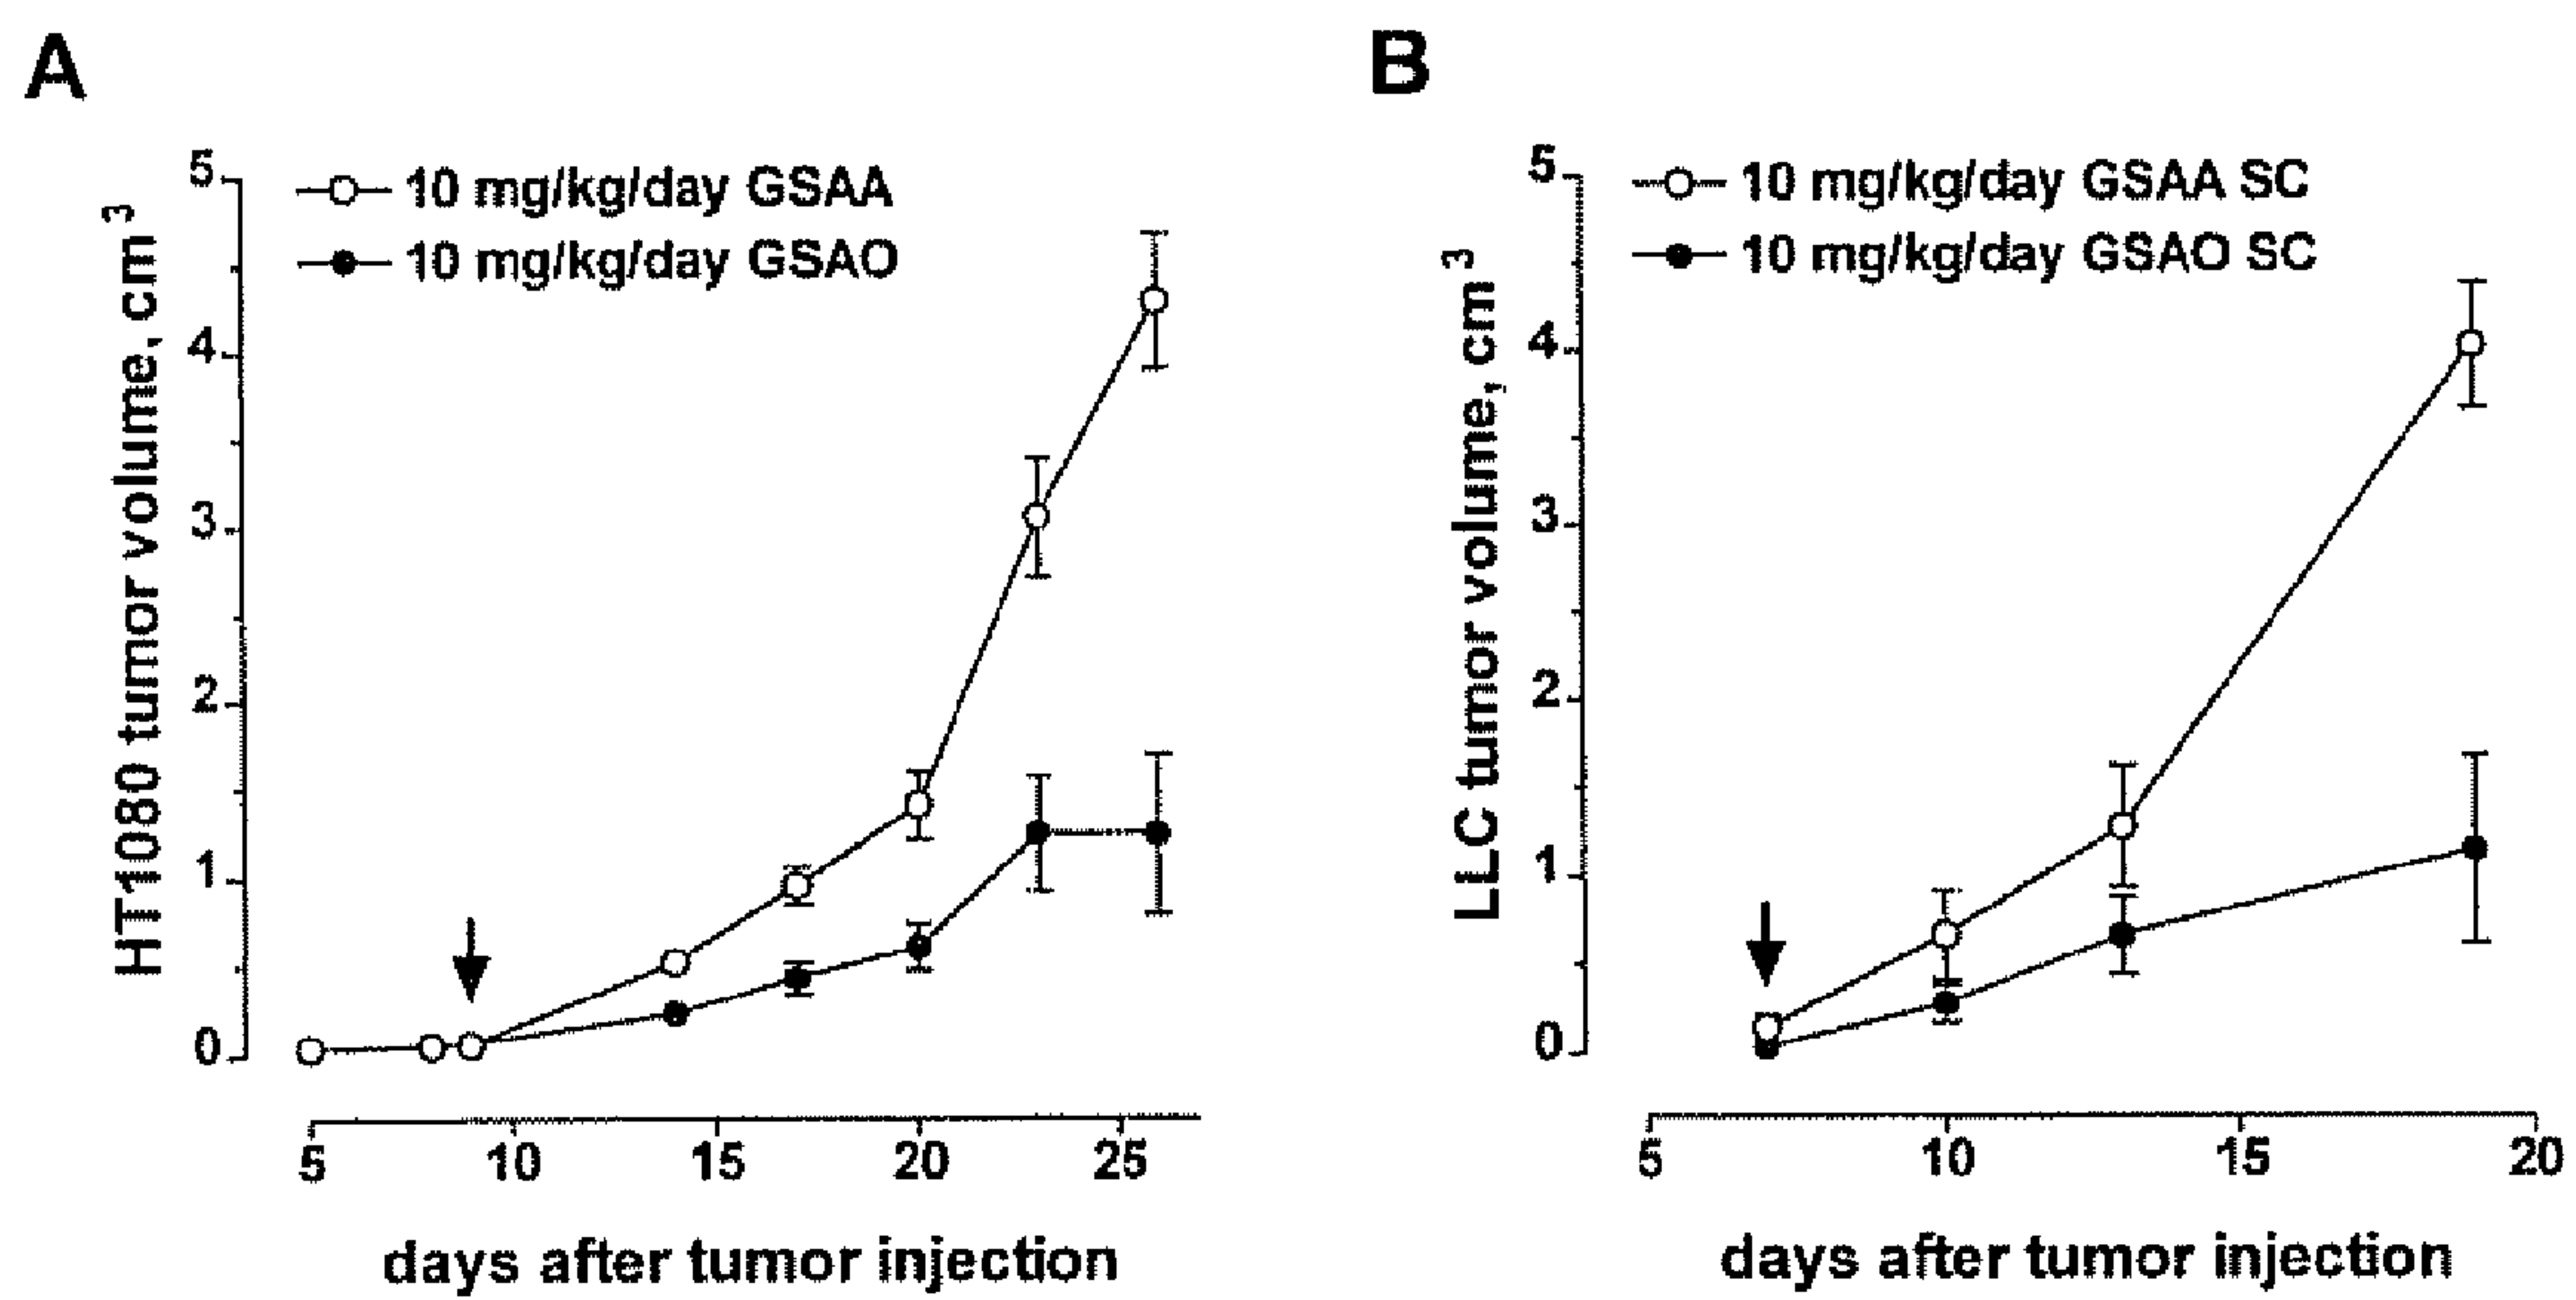 A
HT1080 tumor volume, cm³
5
4
3
2
1
0
10 mg/kg/day GSAA
10 mg/kg/day GSAO
5 10 15 20 25
days after tumor injection
B
LLC tumor volume, cm³
5
4
3
2
1
0
10 mg/kg/day GSAA SC
10 mg/kg/day GSAO SC
5 10 15 20
days after tumor injection